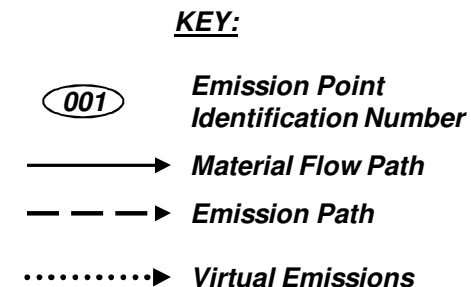 KEY:
001
Emission Point
Identification Number
Material Flow Path
Emission Path
Virtual Emissions